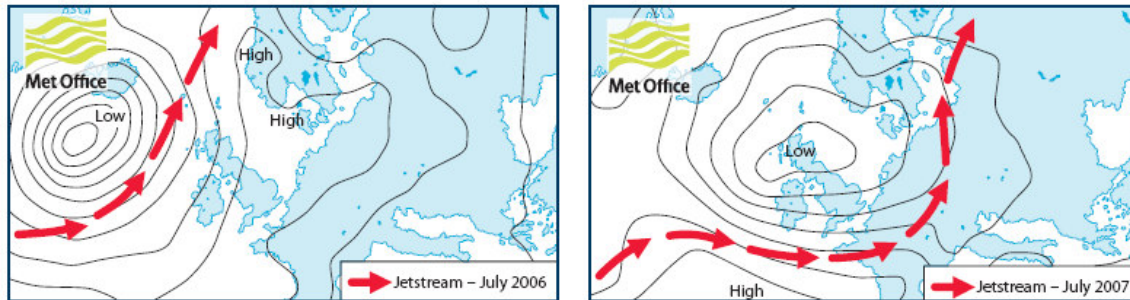 Met Office
Low
High
High
Jetstream – July 2006
Met Office
Low
High
Jetstream – July 2007